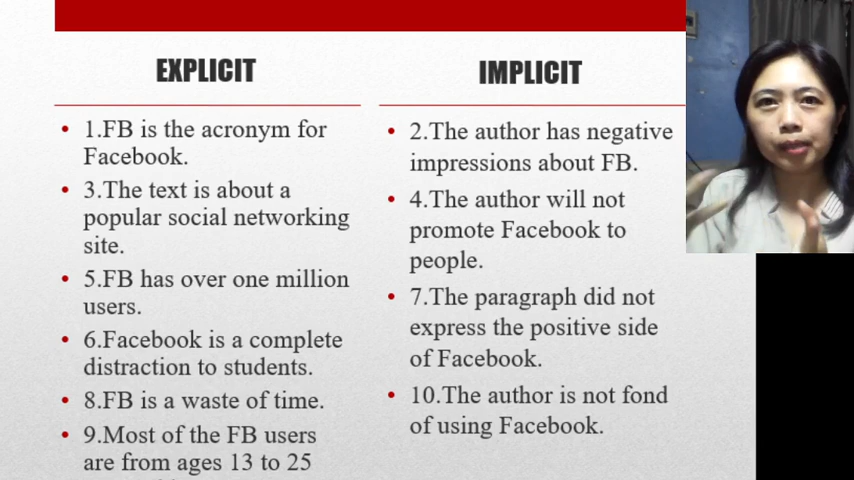 EXPLICIT
1.FB is the acronym for
Facebook.
3.The text is about a
popular social networking
site.
5.FB has over one million
users.
6.Facebook is a complete
distraction to students.
8.FB is a waste of time.
9.Most of the FB users
are from ages 13 to 25
IMPLICIT
2.The author has negative
impressions about FB.
4.The author will not
promote Facebook to
people.
7.The paragraph did not
express the positive side
of Facebook.
10.The author is not fond
of using Facebook.